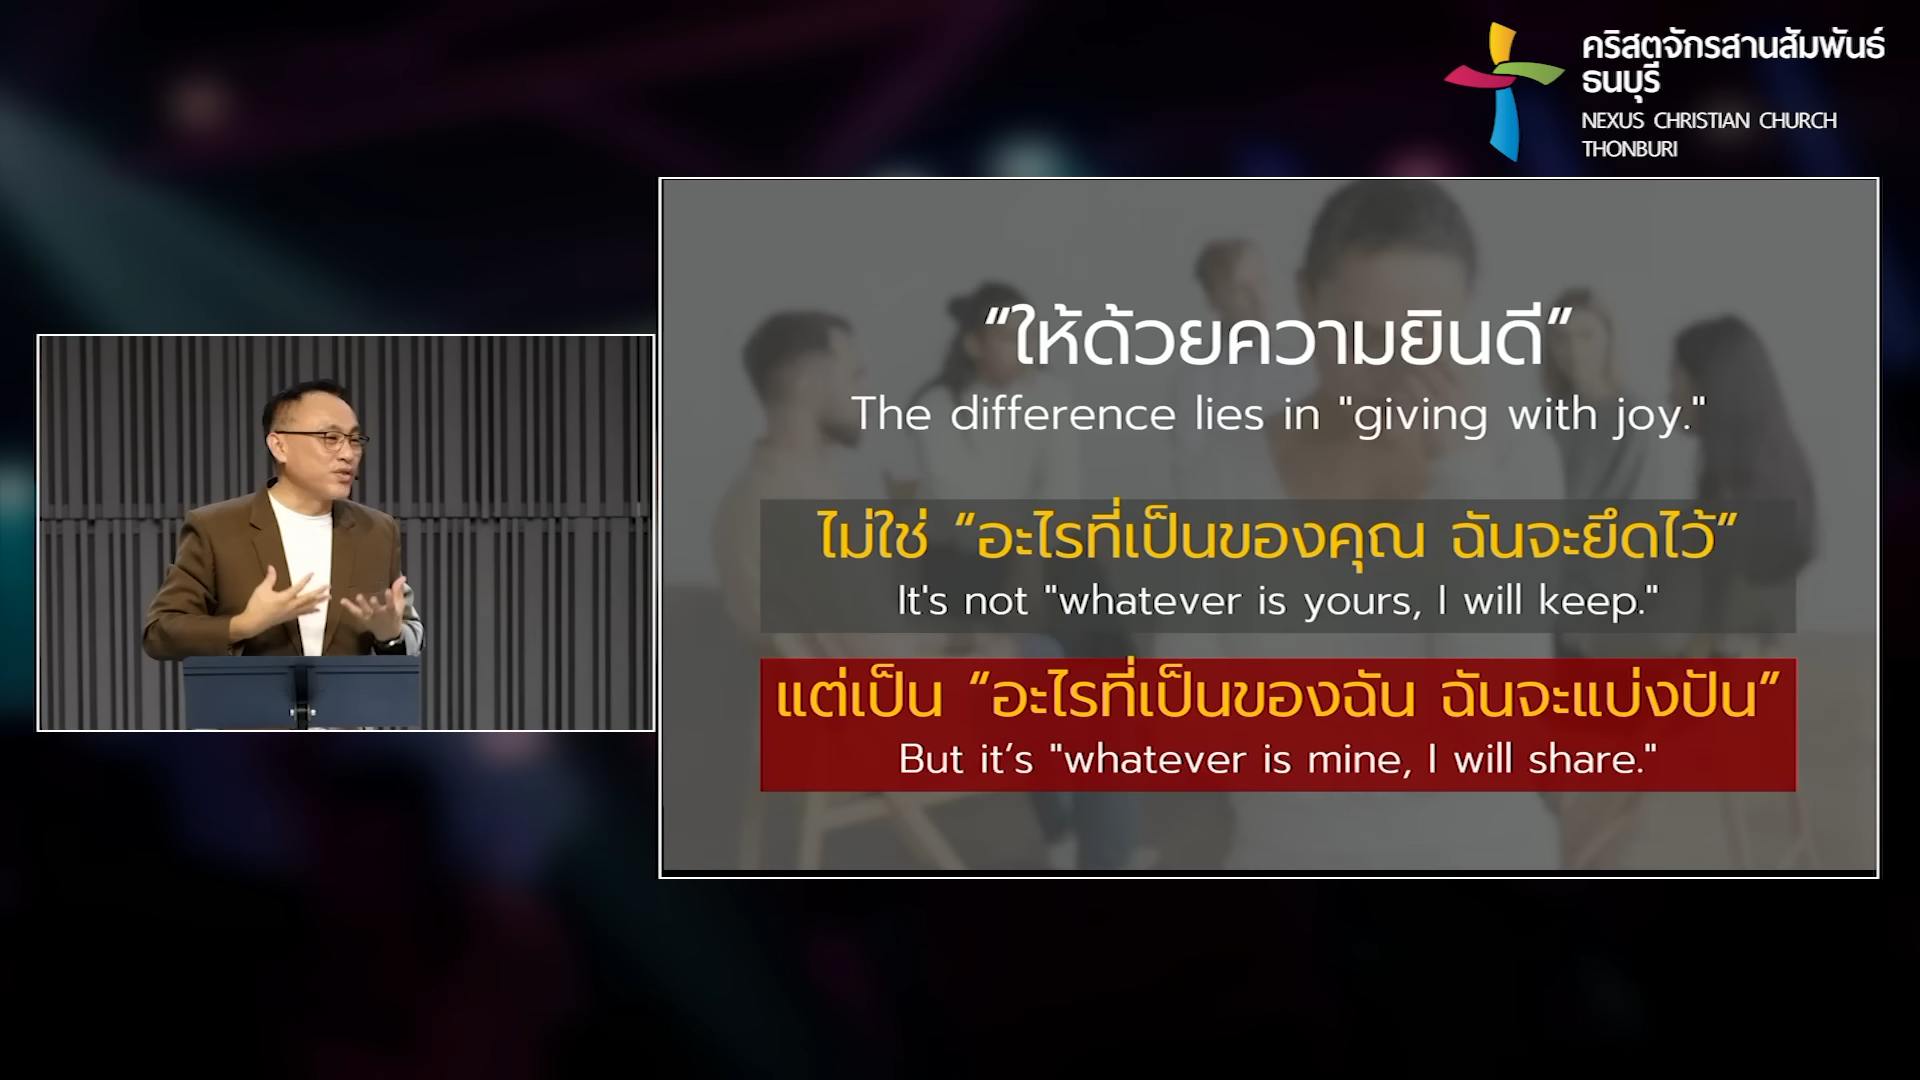 คริสตจักรสานสัมพันธ์
ธนบุรี
NEXUS CHRISTIAN CHURCH
THONBURI
“ให้ด้วยความยินดี”
The difference lies in "giving with joy."
ไม่ใช่ “อะไรที่เป็นของคุณ ฉันจะยึดไว้”
It's not "whatever is yours, I will keep."
แต่เป็น “อะไรที่เป็นของฉัน ฉันจะแบ่งปัน”
But it’s "whatever is mine, I will share."